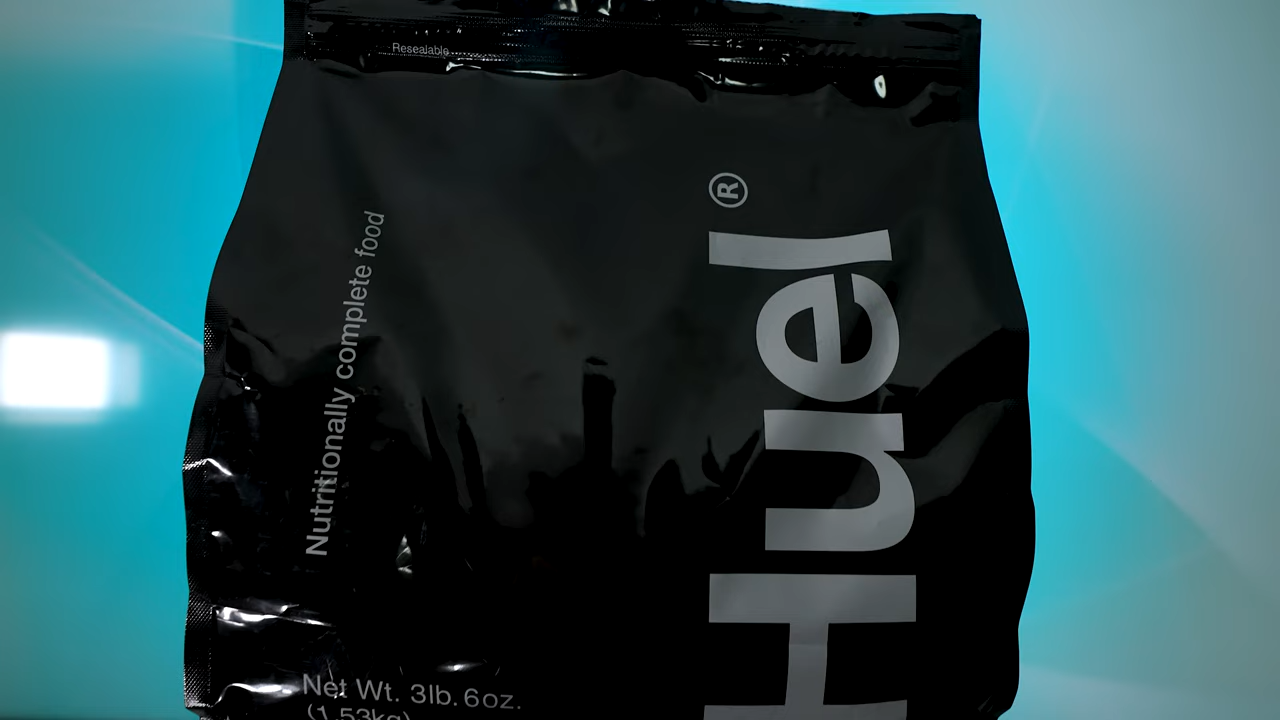 Resealable
Huel®
Nutritionally complete food
Net Wt. 3lb. 6oz.
(1.53kg)